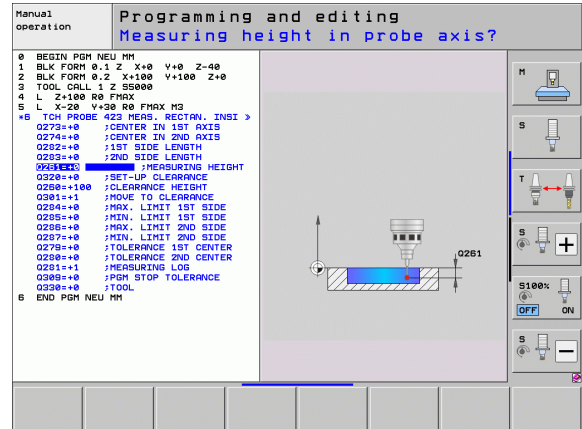 Manual
operation
Programming and editing
Measuring height in probe axis?
0 BEGIN PGM NEU MM
1 BLK FORM 0.1 Z X+0 Y+0 Z-40
2 BLK FORM 0.2 X+100 Y+100 Z+0
3 TOOL CALL 1 Z S5000
4 L Z+100 R0 FMAX
5 L X-20 Y+30 R0 FMAX M3
*6 TCH PROBE 423 MEAS. RECTAN. INSI »
Q273=+0 ;CENTER IN 1ST AXIS
Q274=+0 ;CENTER IN 2ND AXIS
Q282=+0 ;1ST SIDE LENGTH
Q283=+0 ;2ND SIDE LENGTH
Q261=+0 ;MEASURING HEIGHT
Q320=+0 ;SET-UP CLEARANCE
Q260=+100 ;CLEARANCE HEIGHT
Q301=+1 ;MOVE TO CLEARANCE
Q284=+0 ;MAX. LIMIT 1ST SIDE
Q285=+0 ;MIN. LIMIT 1ST SIDE
Q286=+0 ;MAX. LIMIT 2ND SIDE
Q287=+0 ;MIN. LIMIT 2ND SIDE
Q279=+0 ;TOLERANCE 1ST CENTER
Q280=+0 ;TOLERANCE 2ND CENTER
Q281=+1 ;MEASURING LOG
Q309=+0 ;PGM STOP TOLERANCE
Q330=+0 ;TOOL
6 END PGM NEU MM
Q261
M
S
T
S
+
S100%
OFF ON
S
−